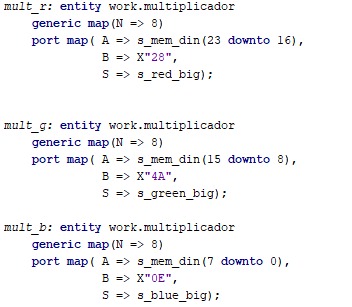 mult_r: entity work.multiplicador
generic map(N => 8)
port map( A => s_mem_din(23 downto 16),
B => X"28",
S => s_red_big);
mult_g: entity work.multiplicador
generic map(N => 8)
port map( A => s_mem_din(15 downto 8),
B => X"4A",
S => s_green_big);
mult_b: entity work.multiplicador
generic map(N => 8)
port map( A => s_mem_din(7 downto 0),
B => X"0E",
S => s_blue_big);